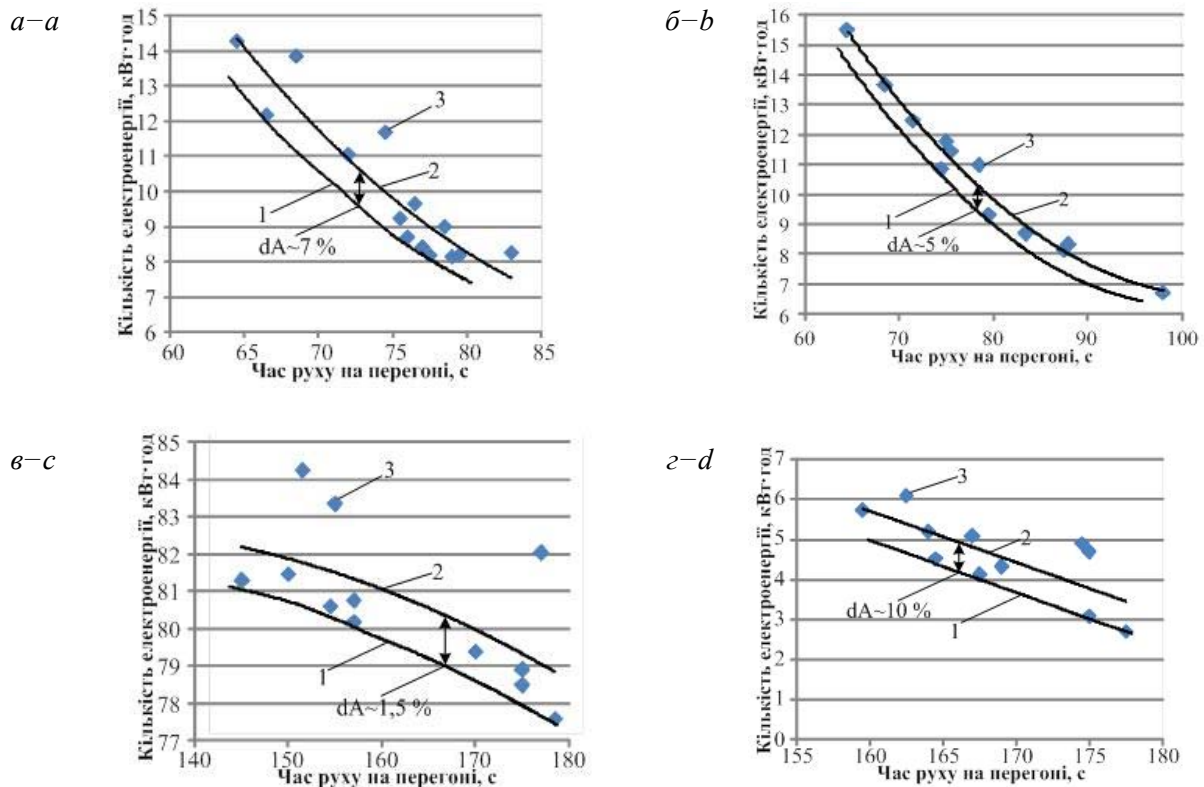 а–a
Кількість електроенергії, кВт·год
15
14
13
12
11
10
9
8
7
6
3
2
1
dA~7 %
60 65 70 75 80 85
Час руху на перегоні, с
б–b
Кількість електроенергії, кВт·год
16
15
14
13
12
11
10
9
8
7
6
3
2
1
dA~5 %
60 70 80 90 100
Час руху на перегоні, с
в–c
Кількість електроенергії, кВт·год
85
84
83
82
81
80
79
78
77
3
2
1
dA~1,5 %
140 150 160 170 180
Час руху на перегоні, с
г–d
Кількість електроенергії, кВт·год
7
6
5
4
3
2
1
0
3
2
dA~10 %
1
155 160 165 170 175 180
Час руху на перегоні, с